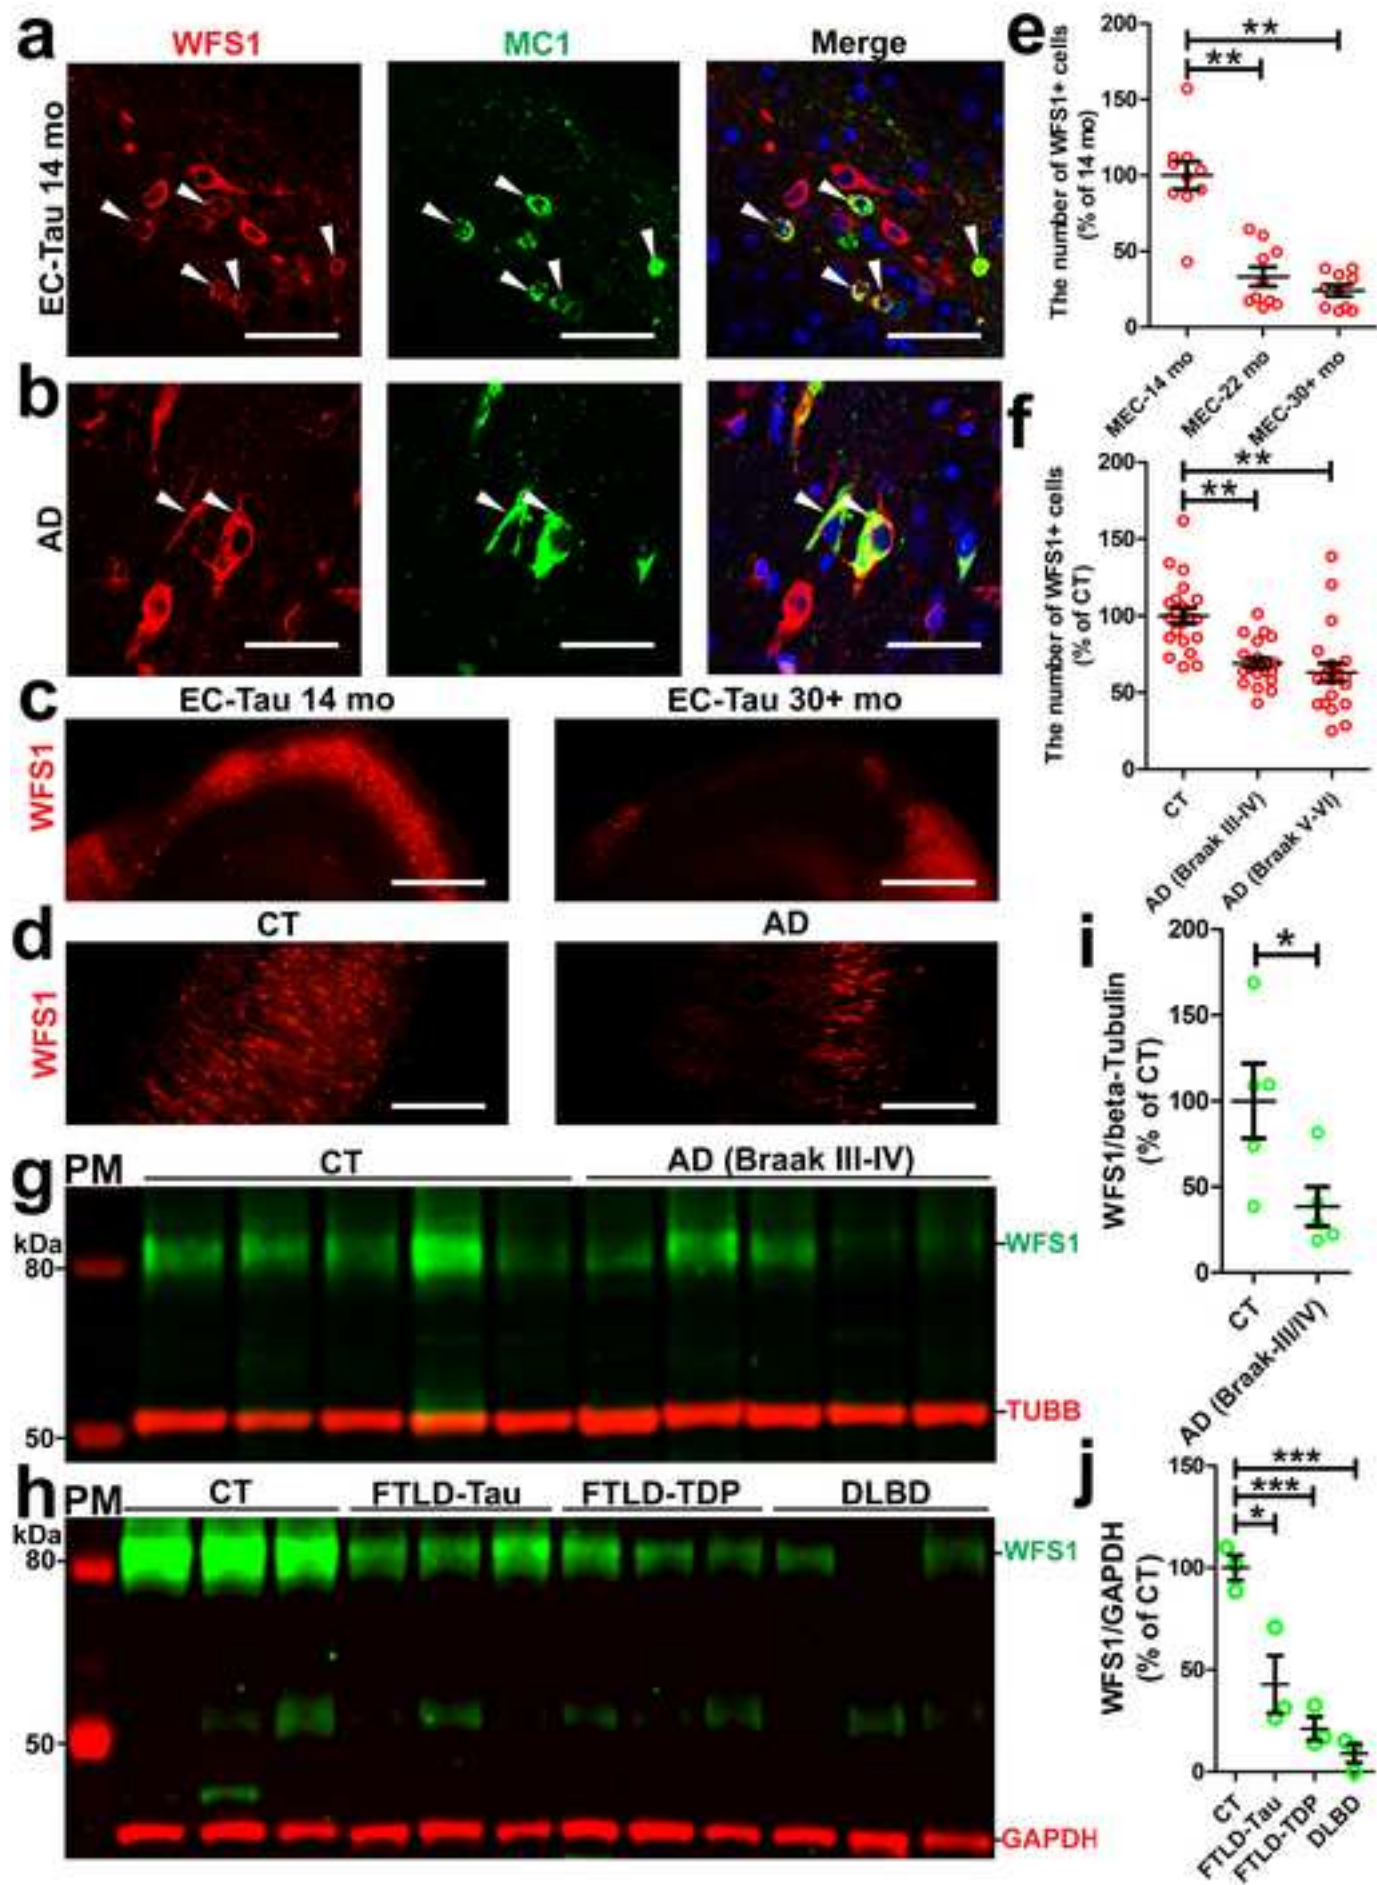 a
WFS1
MC1
Merge
EC-Tau 14 mo
b
AD
c
EC-Tau 14 mo
EC-Tau 30+ mo
WFS1
d
CT
AD
WFS1
e
The number of WFS1+ cells
(% of 14 mo)
200
150
100
50
0
**
**
MEC-14 mo
MEC-22 mo
MEC-30+ mo
f
The number of WFS1+ cells
(% of CT)
200
150
100
50
0
**
**
CT
AD (Braak III-IV)
AD (Braak V-VI)
g
PM
CT
AD (Braak III-IV)
kDa
80
50
WFS1
TUBB
h
PM
CT
FTLD-Tau
FTLD-TDP
DLBD
kDa
80
50
WFS1
GAPDH
i
WFS1/beta-Tubulin
(% of CT)
200
150
100
50
0
*
CT
AD (Braak-III/IV)
j
WFS1/GAPDH
(% of CT)
150
100
50
0
***
***
*
CT
FTLD-Tau
FTLD-TDP
DLBD